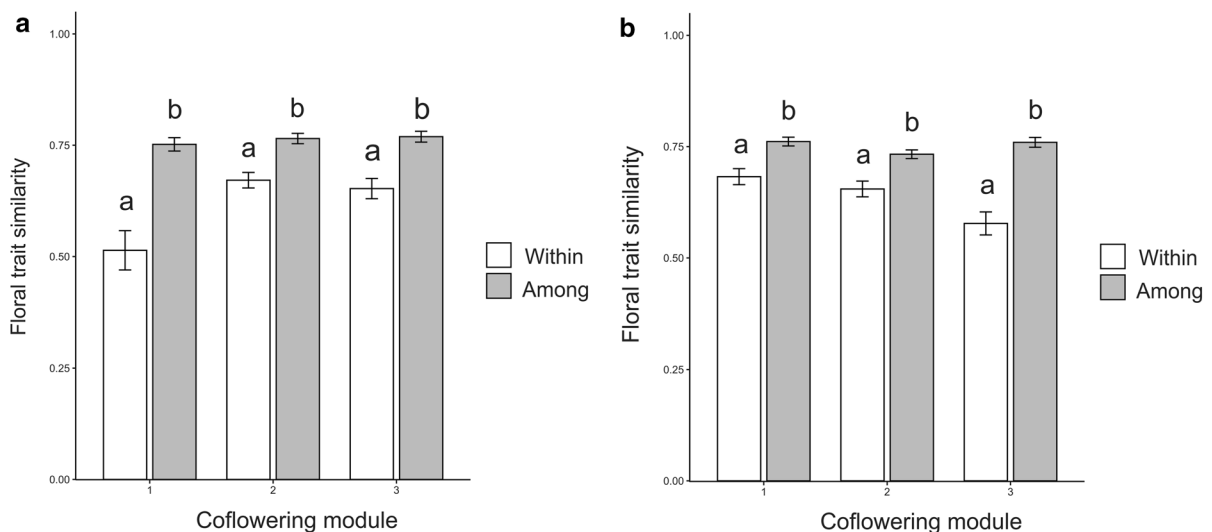 a
Floral trait similarity
1.00
0.75
0.50
0.25
0.00
a
b
a
b
a
b
1
2
3
Coflowering module
Within
Among
b
Floral trait similarity
1.00
0.75
0.50
0.25
0.00
a
b
a
b
a
b
1
2
3
Coflowering module
Within
Among